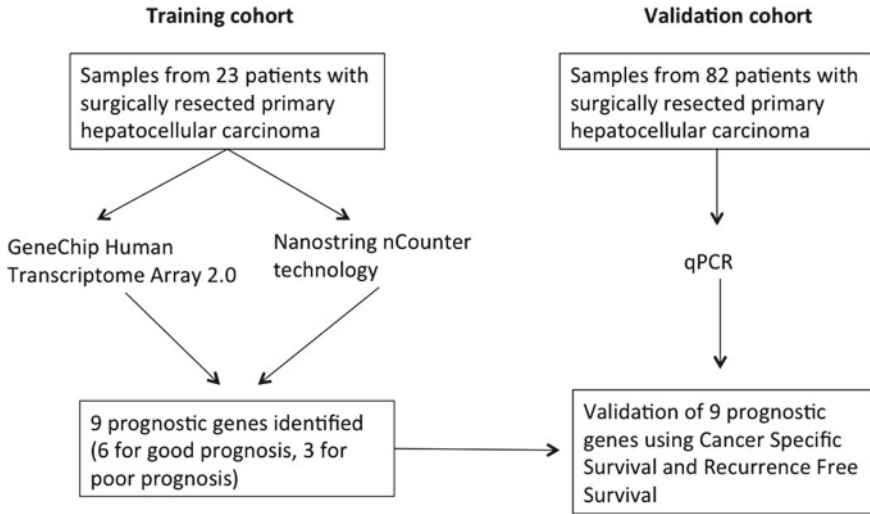 Training cohort
Samples from 23 patients with
surgically resected primary
hepatocellular carcinoma
GeneChip Human
Transcriptome Array 2.0
Nanostring nCounter
technology
9 prognostic genes identified
(6 for good prognosis, 3 for
poor prognosis)
Validation cohort
Samples from 82 patients with
surgically resected primary
hepatocellular carcinoma
qPCR
Validation of 9 prognostic
genes using Cancer Specific
Survival and Recurrence Free
Survival